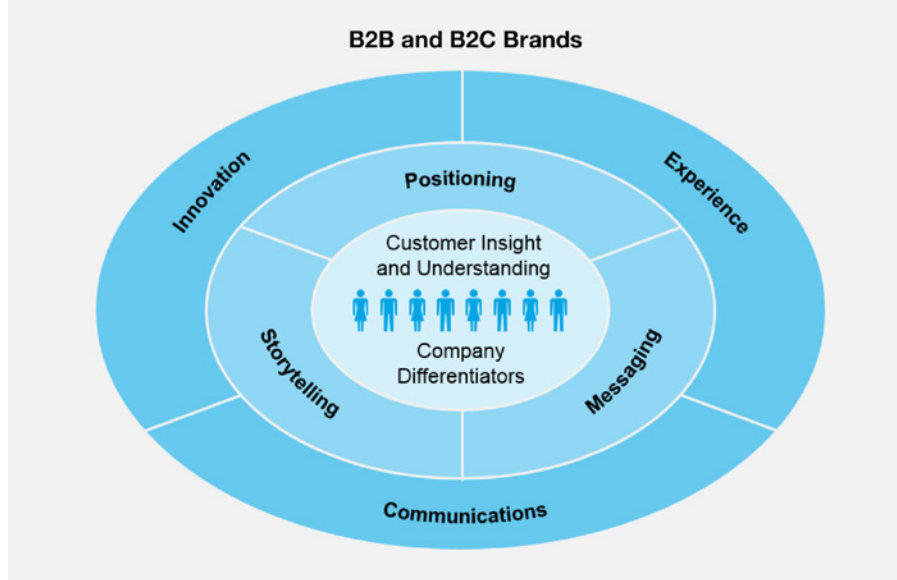 B2B and B2C Brands
Innovation
Experience
Positioning
Customer Insight
and Understanding
Company
Differentiators
Storytelling
Messaging
Communications